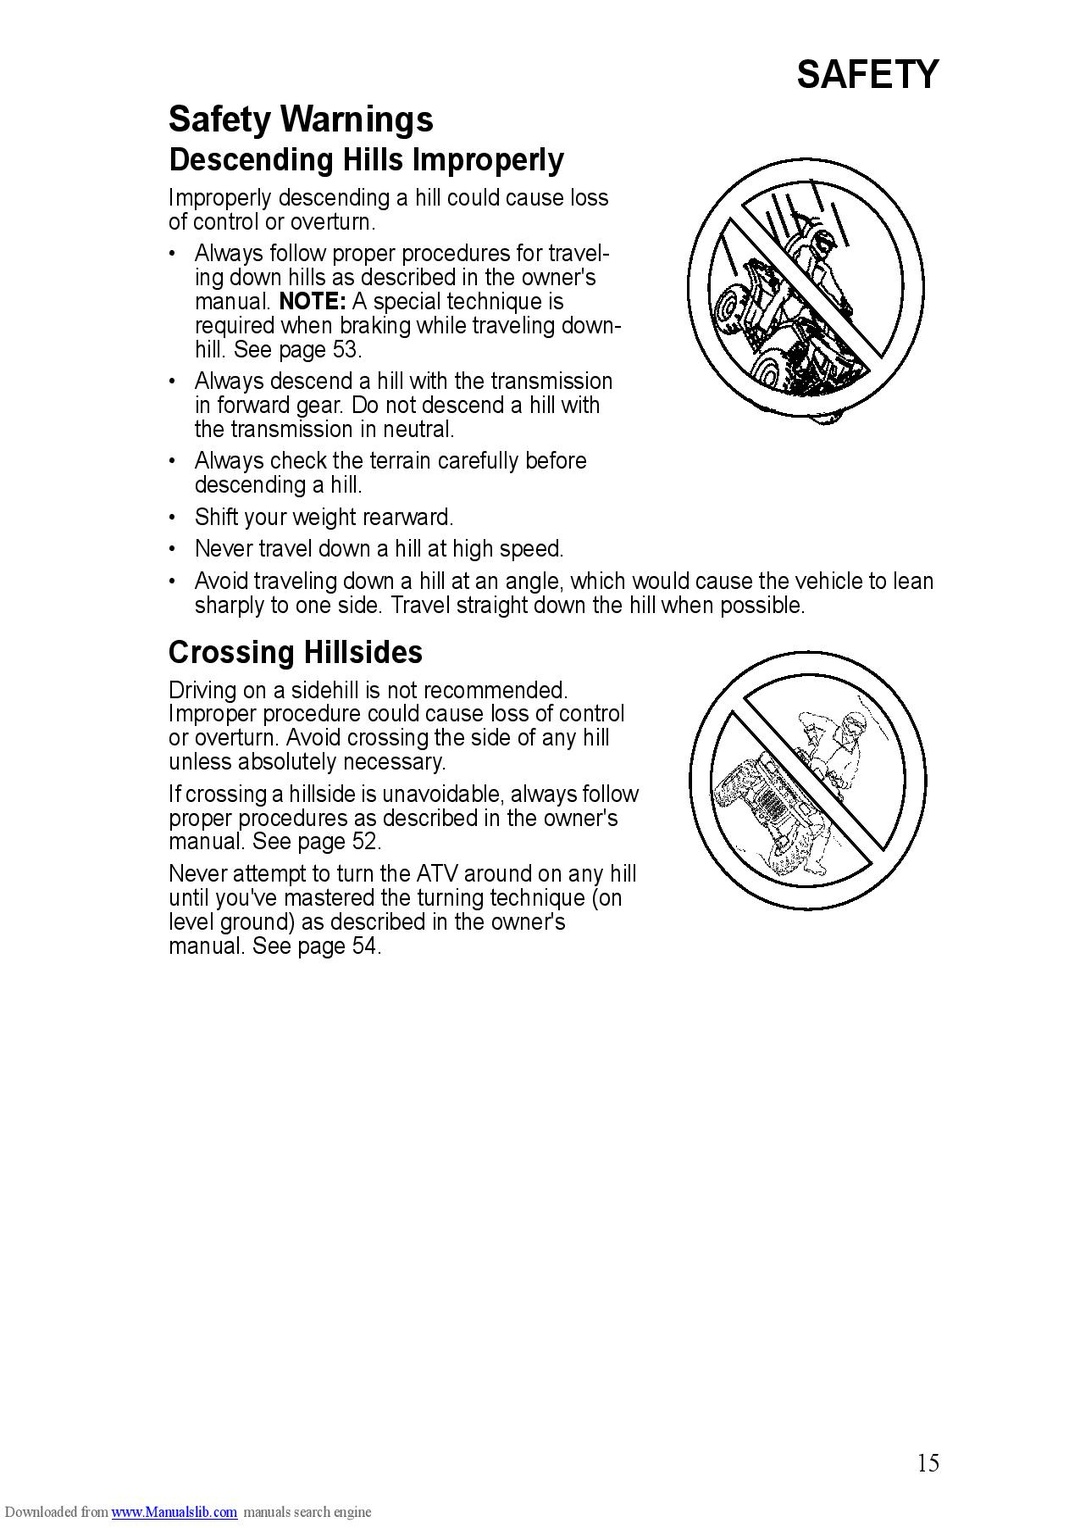 SAFETY
Safety Warnings
Descending Hills Improperly
Improperly descending a hill could cause loss
of control or overturn.
• Always follow proper procedures for travel-
ing down hills as described in the owner's
manual. NOTE: A special technique is
required when braking while traveling down-
hill. See page 53.
• Always descend a hill with the transmission
in forward gear. Do not descend a hill with
the transmission in neutral.
• Always check the terrain carefully before
descending a hill.
• Shift your weight rearward.
• Never travel down a hill at high speed.
• Avoid traveling down a hill at an angle, which would cause the vehicle to lean
sharply to one side. Travel straight down the hill when possible.
Crossing Hillsides
Driving on a sidehill is not recommended.
Improper procedure could cause loss of control
or overturn. Avoid crossing the side of any hill
unless absolutely necessary.
If crossing a hillside is unavoidable, always follow
proper procedures as described in the owner's
manual. See page 52.
Never attempt to turn the ATV around on any hill
until you've mastered the turning technique (on
level ground) as described in the owner's
manual. See page 54.
15
Downloaded from www.Manualslib.com manuals search engine